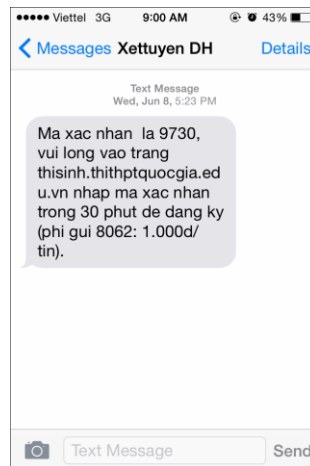 Viettel 3G 9:00 AM 43%
Messages Xettuyen DH Details
Text Message
Wed, Jun 8, 5:23 PM
Ma xac nhan la 9730,
vui long vao trang
thisinh.thithptquocgia.ed
u.vn nhap ma xac nhan
trong 30 phut de dang ky
(phi gui 8062: 1.000d/
tin).
Text Message Send